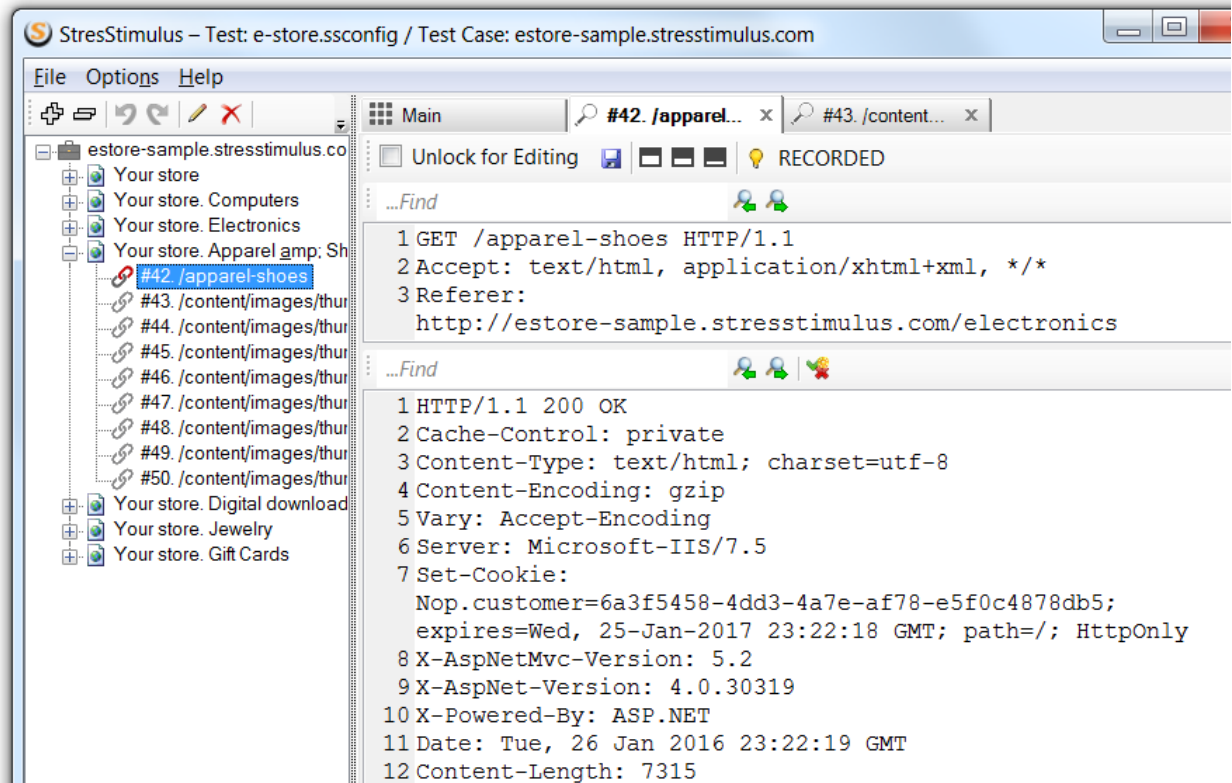 StresStimulus – Test: e-store.ssconfig / Test Case: estore-sample.stresstimulus.com
File Options Help
Main
#42. /apparel... x
#43. /content... x
estore-sample.stresstimulus.co
Your store
Your store. Computers
Your store. Electronics
Your store. Apparel amp; Sh
#42. /apparel-shoes
#43. /content/images/thur
#44. /content/images/thur
#45. /content/images/thur
#46. /content/images/thur
#47. /content/images/thur
#48. /content/images/thur
#49. /content/images/thur
#50. /content/images/thur
Your store. Digital download
Your store. Jewelry
Your store. Gift Cards
Unlock for Editing RECORDED
...Find
1 GET /apparel-shoes HTTP/1.1
2 Accept: text/html, application/xhtml+xml, */*
3 Referer:
http://estore-sample.stresstimulus.com/electronics
...Find
1 HTTP/1.1 200 OK
2 Cache-Control: private
3 Content-Type: text/html; charset=utf-8
4 Content-Encoding: gzip
5 Vary: Accept-Encoding
6 Server: Microsoft-IIS/7.5
7 Set-Cookie:
Nop.customer=6a3f5458-4dd3-4a7e-af78-e5f0c4878db5;
expires=Wed, 25-Jan-2017 23:22:18 GMT; path=/; HttpOnly
8 X-AspNetMvc-Version: 5.2
9 X-AspNet-Version: 4.0.30319
10 X-Powered-By: ASP.NET
11 Date: Tue, 26 Jan 2016 23:22:19 GMT
12 Content-Length: 7315